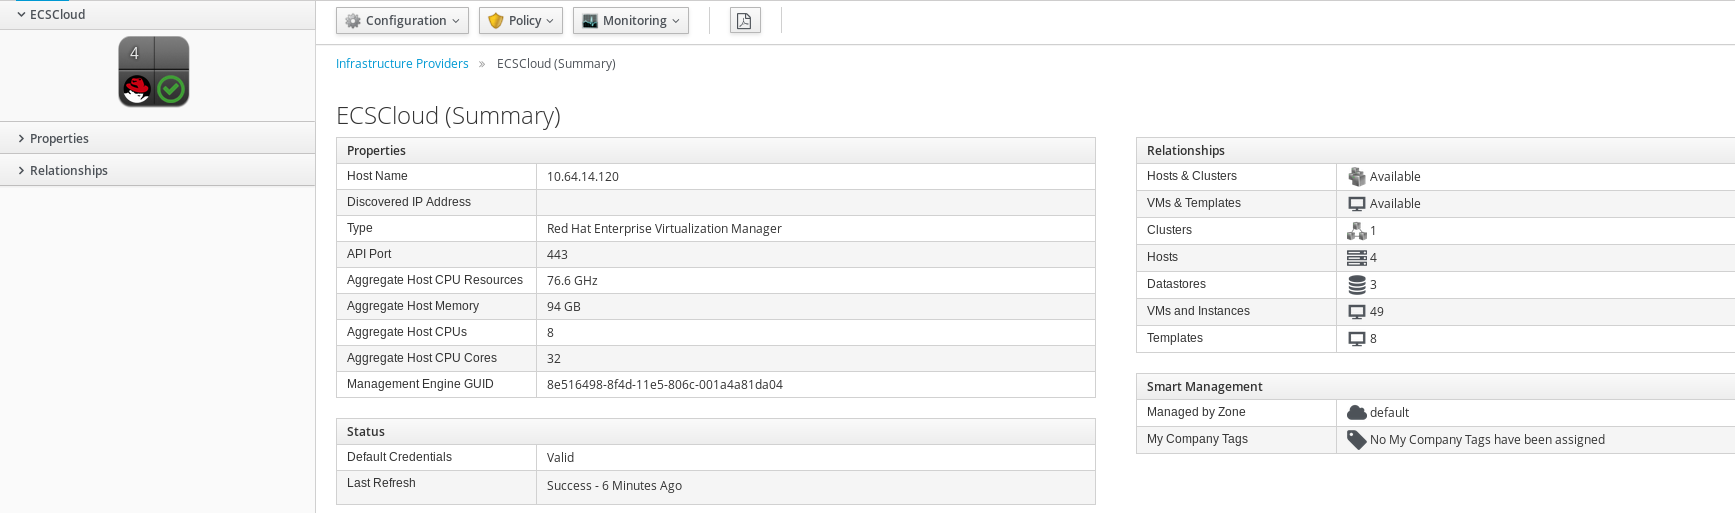 ECSCloud
4
Properties
Relationships
Configuration Policy Monitoring
Infrastructure Providers » ECSCloud (Summary)
ECSCloud (Summary)
Properties
Host Name 10.64.14.120
Discovered IP Address
Type Red Hat Enterprise Virtualization Manager
API Port 443
Aggregate Host CPU Resources 76.6 GHz
Aggregate Host Memory 94 GB
Aggregate Host CPUs 8
Aggregate Host CPU Cores 32
Management Engine GUID 8e516498-8f4d-11e5-806c-001a4a81da04
Status
Default Credentials Valid
Last Refresh Success - 6 Minutes Ago
Relationships
Hosts & Clusters Available
VMs & Templates Available
Clusters 1
Hosts 4
Datastores 3
VMs and Instances 49
Templates 8
Smart Management
Managed by Zone default
My Company Tags No My Company Tags have been assigned